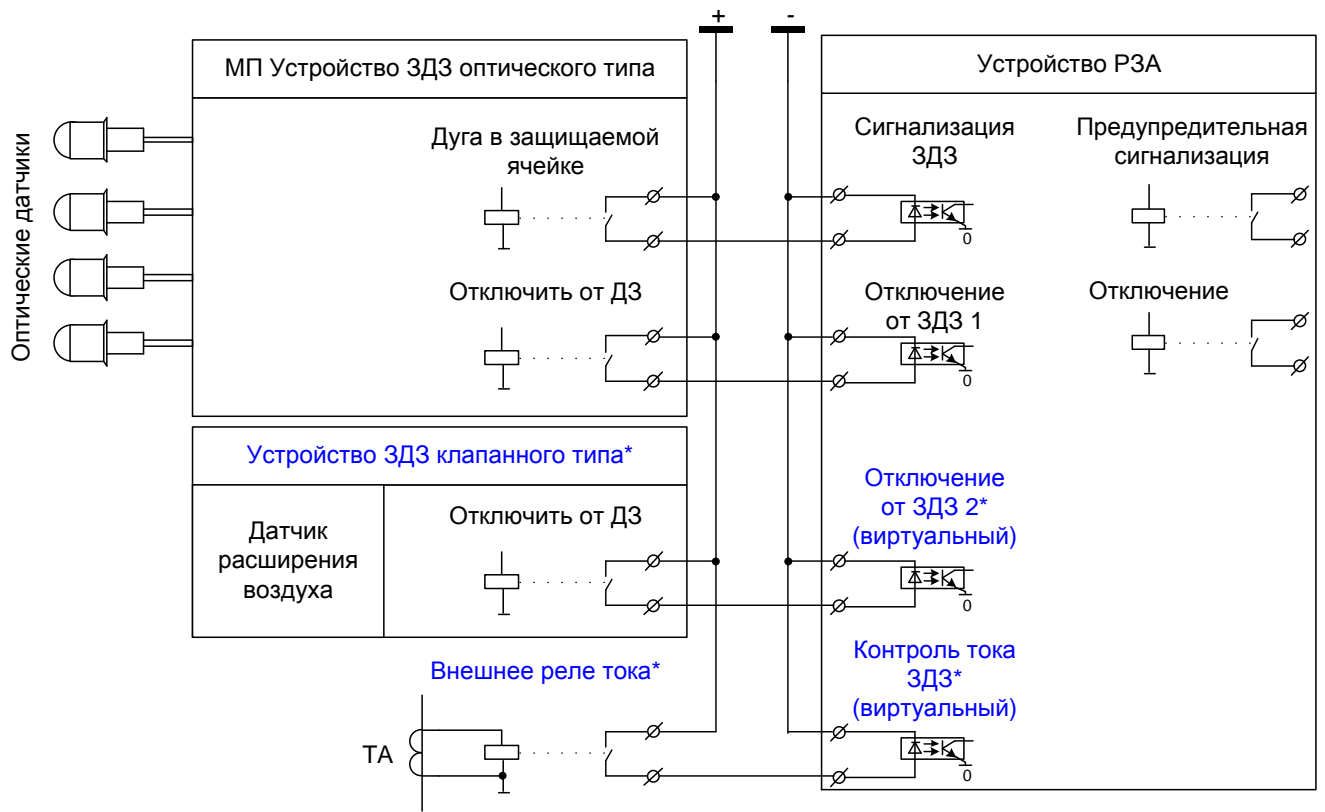 +
-
МП Устройство ЗДЗ оптического типа
Устройство РЗА
Оптические датчики
Дуга в защищаемой
ячейке
Сигнализация
ЗДЗ
Предупредительная
сигнализация
0
Отключить от ДЗ
Отключение
от ЗДЗ 1
Отключение
0
Устройство ЗДЗ клапанного типа*
Датчик
расширения
воздуха
Отключить от ДЗ
Отключение
от ЗДЗ 2*
(виртуальный)
0
Внешнее реле тока*
Контроль тока
ЗДЗ*
(виртуальный)
ТА
0